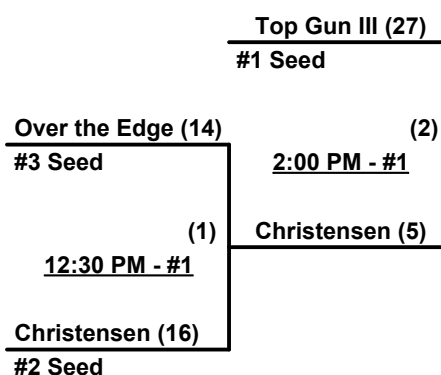 Top Gun III (27)
#1 Seed
Over the Edge (14)
(2)
#3 Seed
2:00 PM - #1
(1)
Christensen (5)
12:30 PM - #1
Christensen (16)
#2 Seed